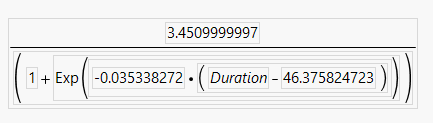 3.4509999997
(1 + Exp(-0.035338272 • (Duration – 46.375824723)))